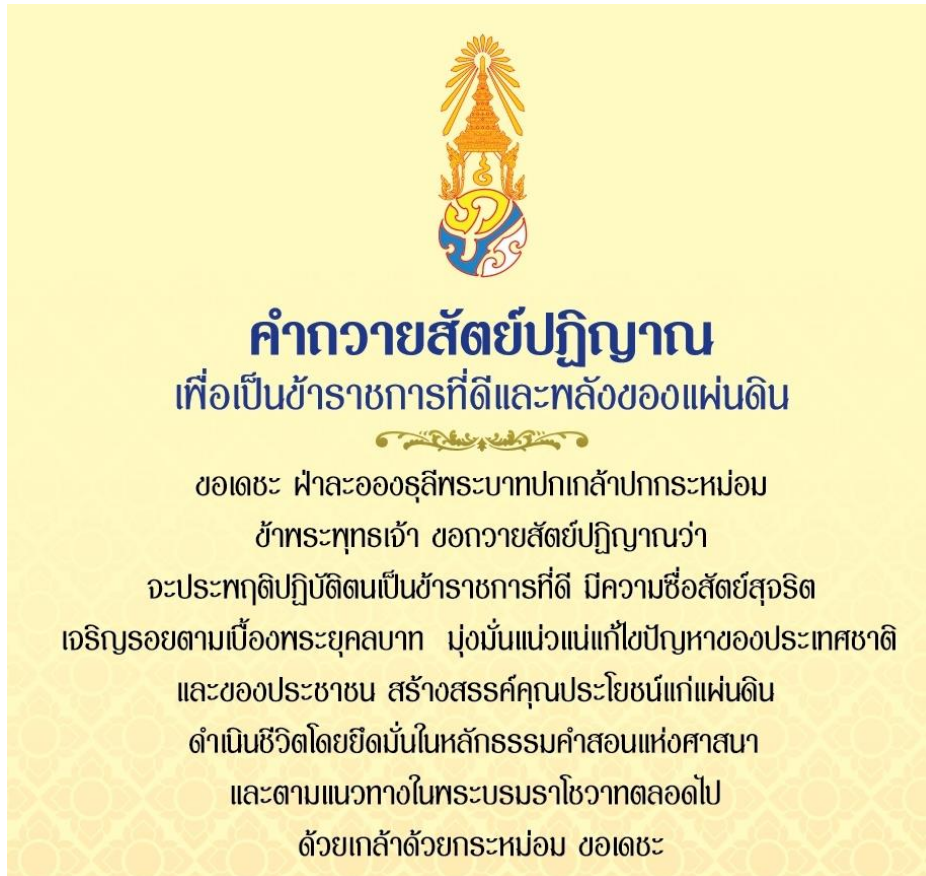 คำถวายสัตย์ปฏิญาณ
เพื่อเป็นข้าราชการที่ดีและพลังของแผ่นดิน
ขอเดชะ ฝ่าละอองธุลีพระบาทปกเกล้าปกกระหม่อม
ข้าพระพุทธเจ้า ขอถวายสัตย์ปฏิญาณว่า
จะประพฤติปฏิบัติตนเป็นข้าราชการที่ดี มีความซื่อสัตย์สุจริต
เจริญรอยตามเบื้องพระยุคลบาท มุ่งมั่นแน่วแน่แก้ไขปัญหาของประเทศชาติ
และของประชาชน สร้างสรรค์คุณประโยชน์แก่แผ่นดิน
ดำเนินชีวิตโดยยึดมั่นในหลักธรรมคำสอนแห่งศาสนา
และตามแนวทางในพระบรมราโชวาทตลอดไป
ด้วยเกล้าด้วยกระหม่อม ขอเดชะ